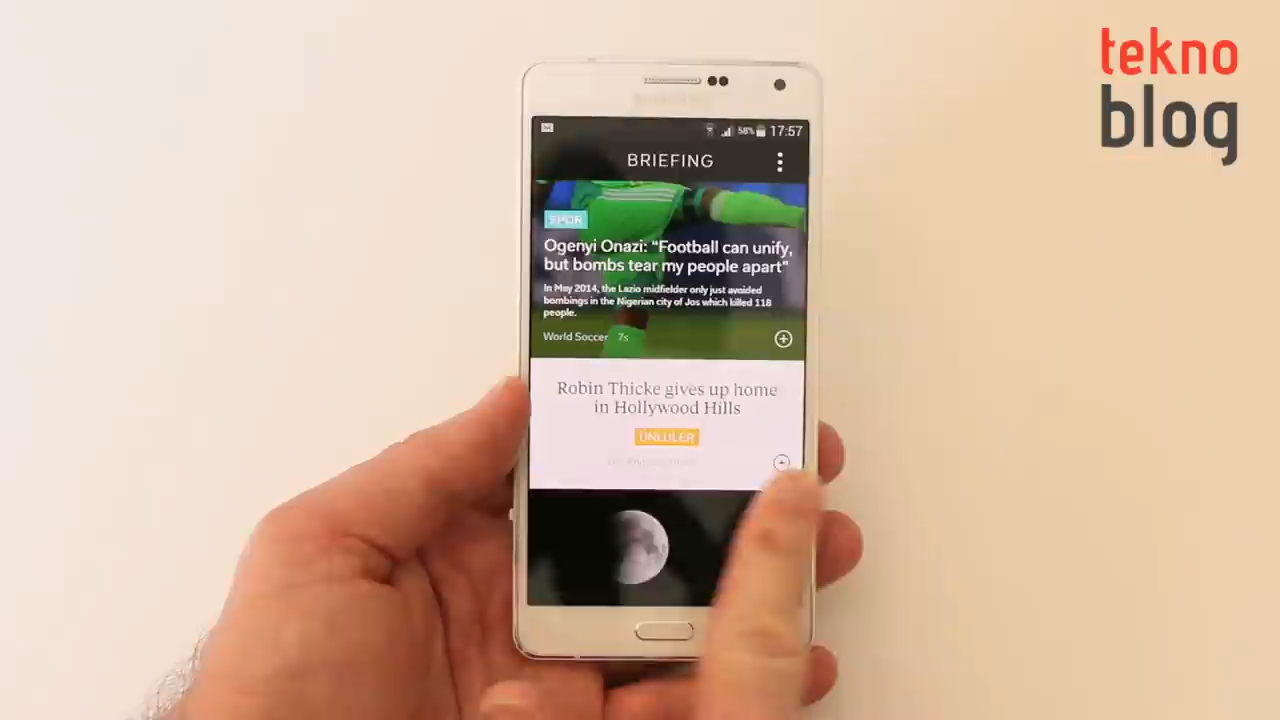 tekno
blog
SAMSUNG
58% 17:57
BRIEFING
SPOR
Ogenyi Onazi: “Football can unify,
but bombs tear my people apart”
In May 2014, the Lazio midfielder only just avoided
bombings in the Nigerian city of Jos which killed 118
people.
World Soccer 7s
Robin Thicke gives up home
in Hollywood Hills
ÜNLÜLER